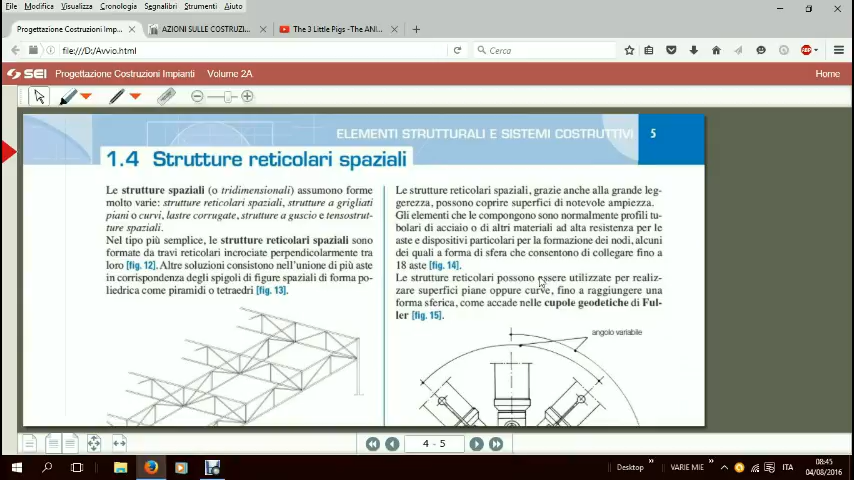 File Modifica Visualizza Cronologia Segnalibri Strumenti Aiuto
Progettazione Costruzioni Imp... AZIONI SULLE COSTRUZI... The 3 Little Pigs -The ANI...
file:///D:/Avvio.html
Cerca
ABP
SEI Progettazione Costruzioni Impianti Volume 2A Home
ELEMENTI STRUTTURALI E SISTEMI COSTRUTTIVI 5
1.4 Strutture reticolari spaziali
Le strutture spaziali (o tridimensionali) assumono forme
molto varie: strutture reticolari spaziali, strutture a grigliati
piani o curvi, lastre corrugate, strutture a guscio e tensostrut-
ture spaziali.
Nel tipo più semplice, le strutture reticolari spaziali sono
formate da travi reticolari incrociate perpendicolarmente tra
loro [fig. 12]. Altre soluzioni consistono nell'unione di più aste
in corrispondenza degli spigoli di figure spaziali di forma po-
liedrica come piramidi o tetraedri [fig. 13].
Le strutture reticolari spaziali, grazie anche alla grande leg-
gerezza, possono coprire superfici di notevole ampiezza.
Gli elementi che le compongono sono normalmente profili tu-
bolari di acciaio o di altri materiali ad alta resistenza per le
aste e dispositivi particolari per la formazione dei nodi, alcuni
dei quali a forma di sfera che consentono di collegare fino a
18 aste [fig. 14].
Le strutture reticolari possono essere utilizzate per realiz-
zare superfici piane oppure curve, fino a raggiungere una
forma sferica, come accade nelle cupole geodetiche di Ful-
ler [fig. 15].
angolo variabile
4 - 5
Desktop VARIE MIE ITA 08:45
04/08/2016